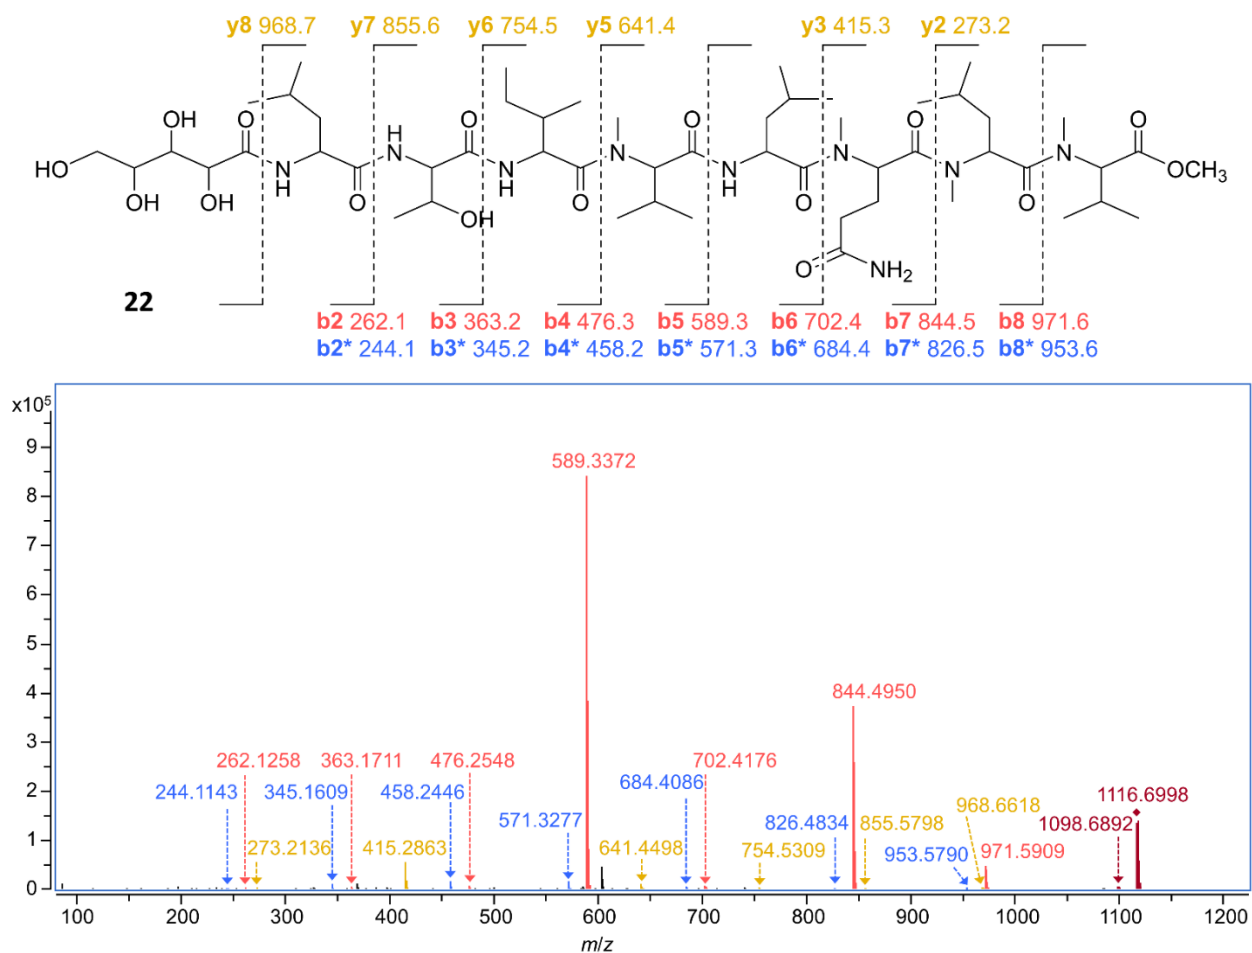 y8 968.7 y7 855.6 y6 754.5 y5 641.4 y3 415.3 y2 273.2
OH O H N O O N O O N O
HO N H N H N H N N OCH3
OH OH O OH O O O
O NH2
22
b2 262.1 b3 363.2 b4 476.3 b5 589.3 b6 702.4 b7 844.5 b8 971.6
b2* 244.1 b3* 345.2 b4* 458.2 b5* 571.3 b6* 684.4 b7* 826.5 b8* 953.6
x10⁵
9
8
7
6
5
4
3
2
1
0
589.3372
844.4950
262.1258 363.1711 476.2548 702.4176
244.1143 345.1609 458.2446 684.4086
571.3277 826.4834 968.6618 1116.6998
273.2136 415.2863 641.4498 754.5309 855.5798 953.5790 971.5909 1098.6892
100 200 300 400 500 600 700 800 900 1000 1100 1200
m/z